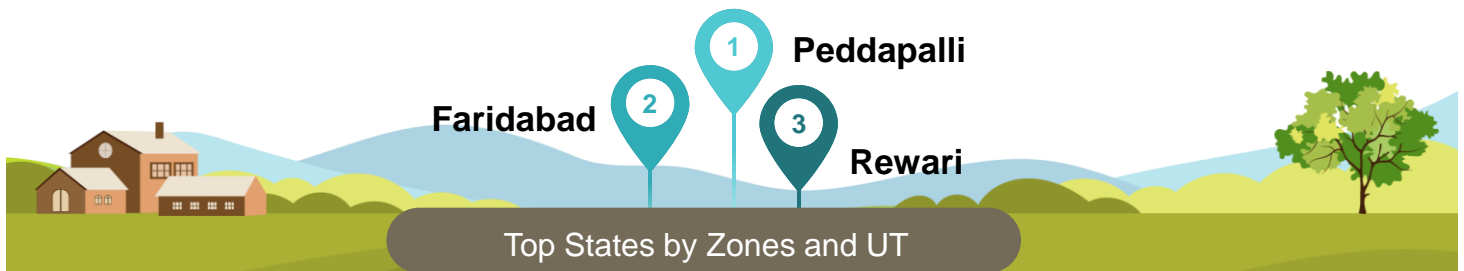 1
Peddapalli
2
Faridabad
3
Rewari
Top States by Zones and UT